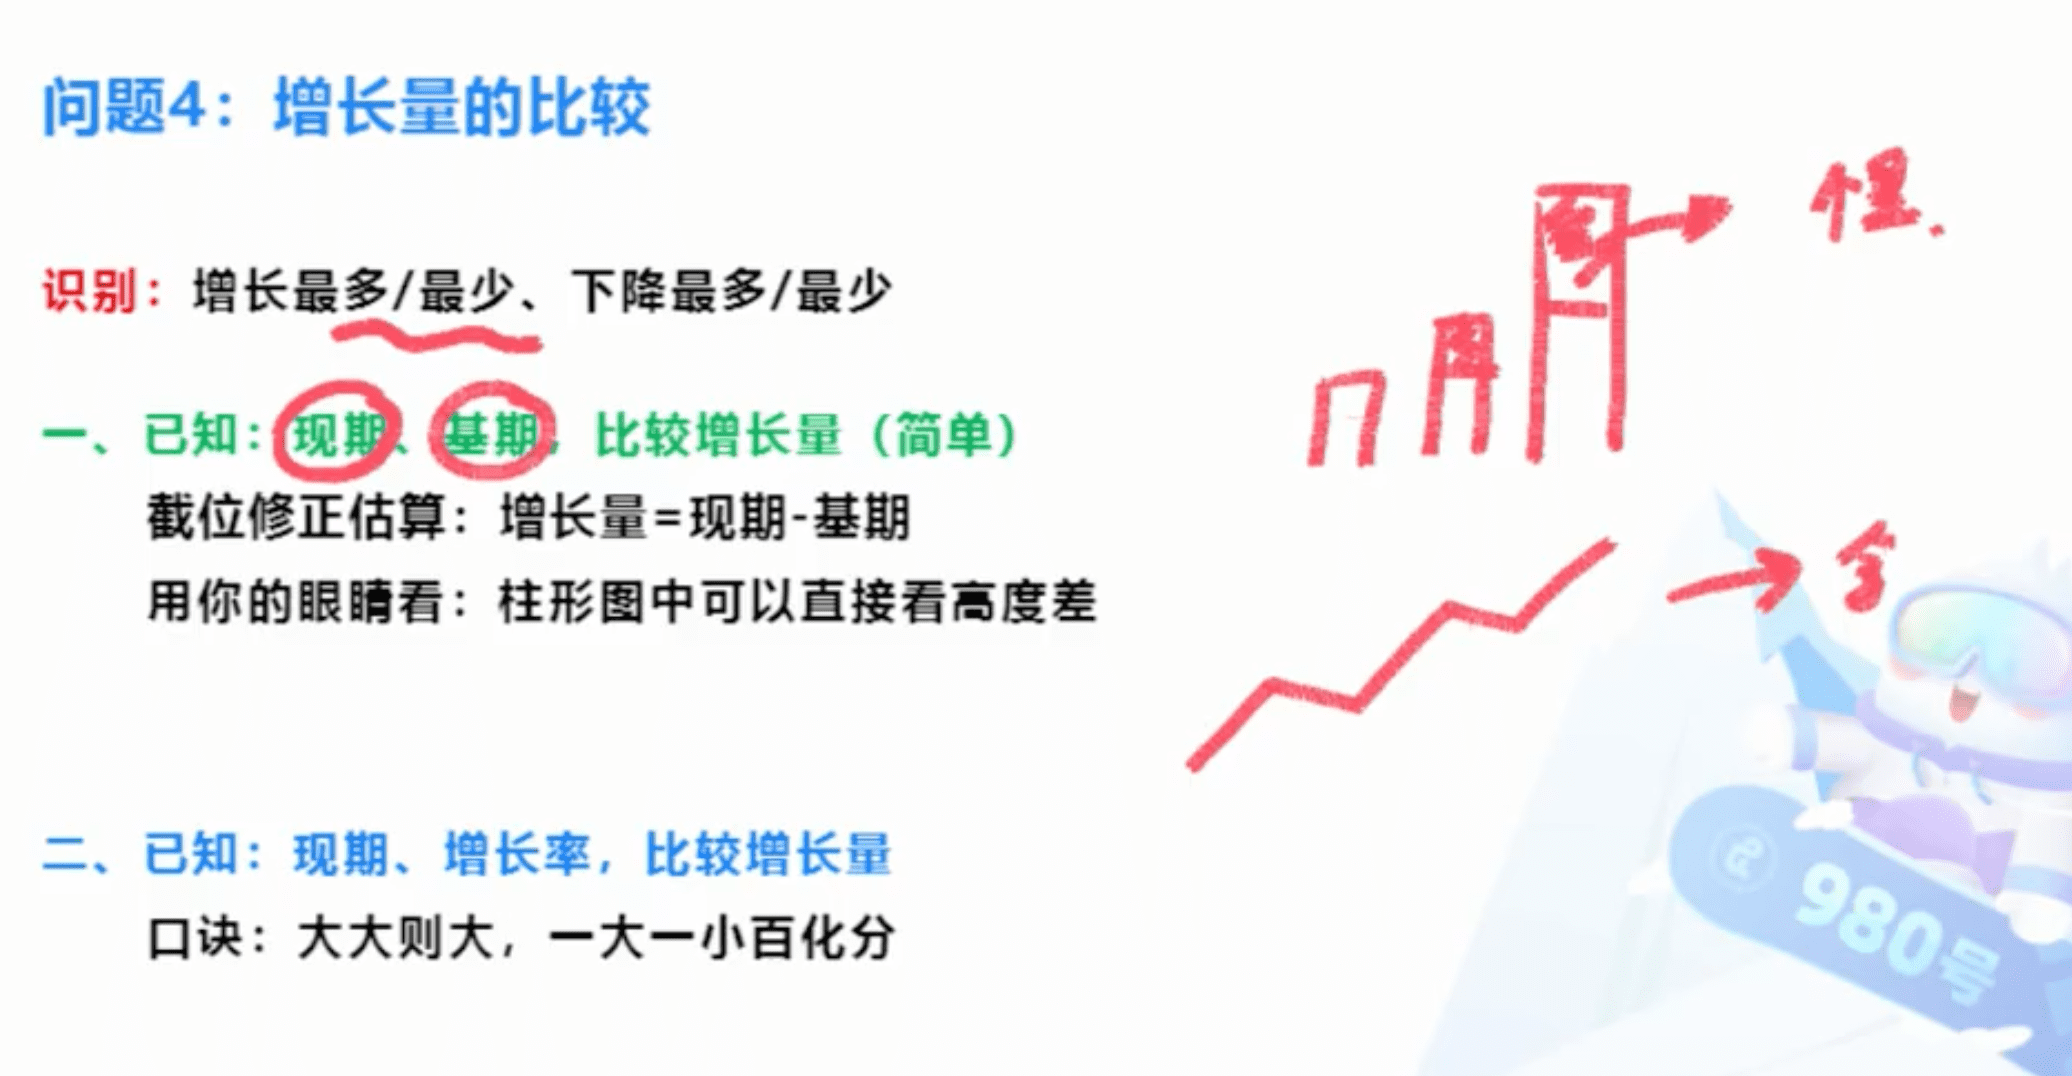 问题4：增长量的比较
识别：增长最多/最少、下降最多/最少
一、已知：现期、基期，比较增长量（简单）
截位修正估算：增长量=现期-基期
用你的眼睛看：柱形图中可以直接看高度差
二、已知：现期、增长率，比较增长量
口诀：大大则大，一大一小百化分
980号